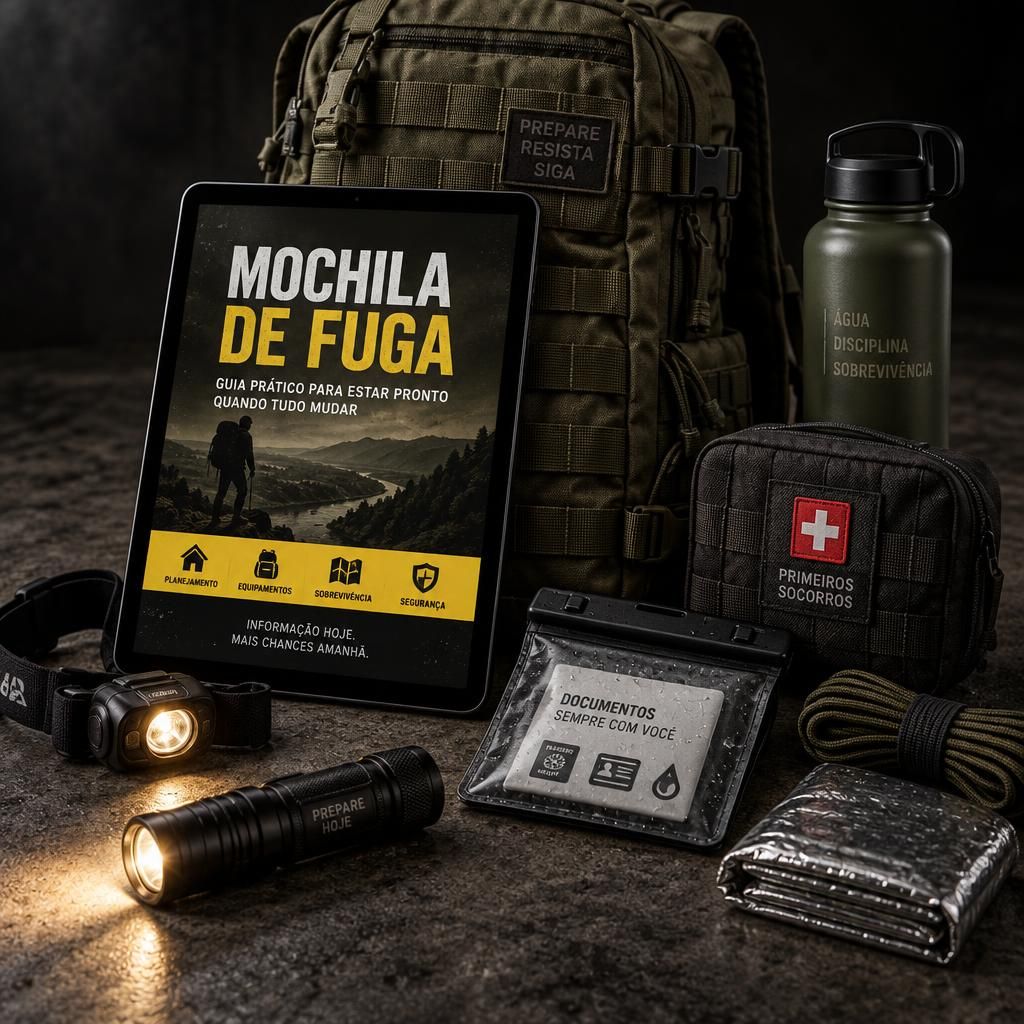 PREPARE
RESISTA
SIGA
MOCHILA
DE FUGA
GUIA PRÁTICO PARA ESTAR PRONTO
QUANDO TUDO MUDAR
PLANEJAMENTO
EQUIPAMENTOS
SOBREVIVÊNCIA
SEGURANÇA
INFORMAÇÃO HOJE.
MAIS CHANCES AMANHÃ.
ÁGUA
DISCIPLINA
SOBREVIVÊNCIA
PRIMEIROS
SOCORROS
DOCUMENTOS
SEMPRE COM VOCÊ
PREPARE
HOJE